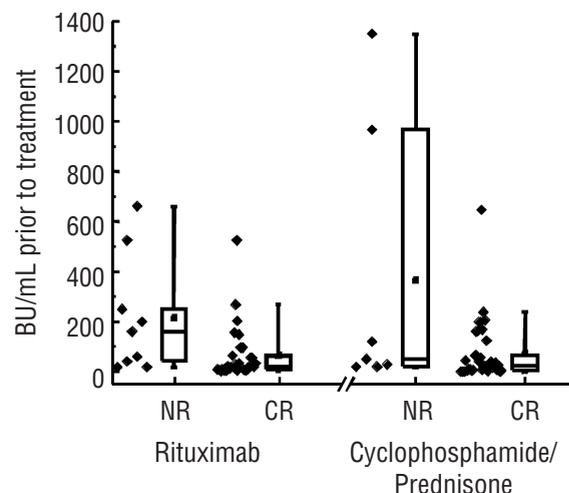 BU/mL prior to treatment
1400
1200
1000
800
600
400
200
0
NR
CR
NR
CR
Rituximab
Cyclophosphamide/
Prednisone